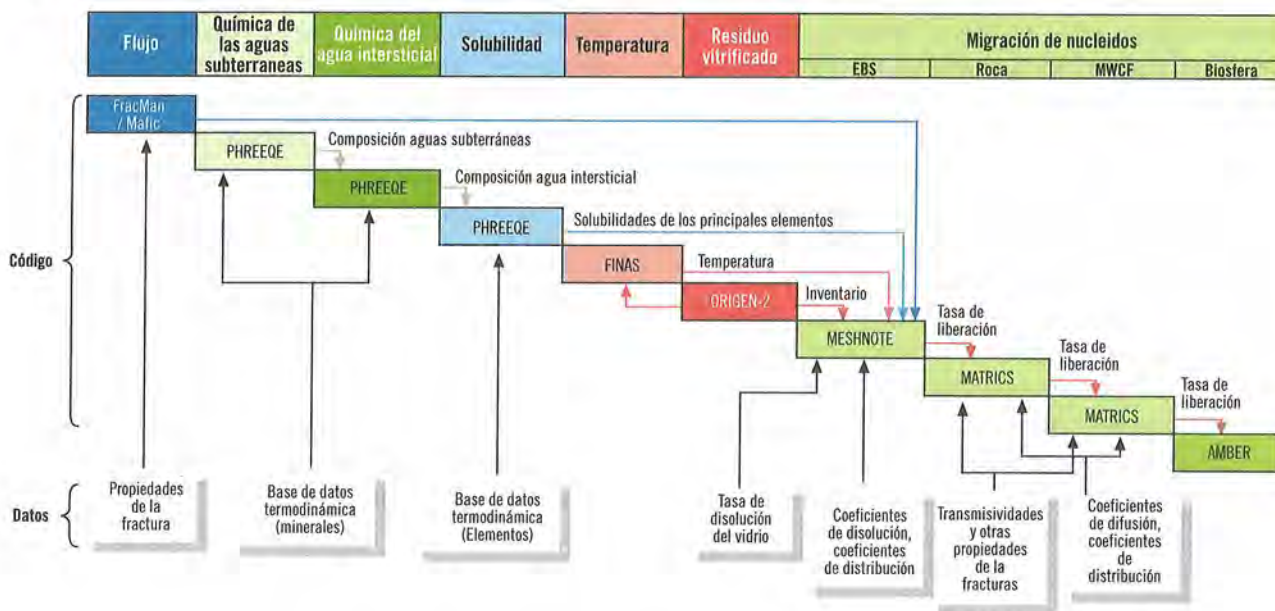 Flujo
Química de
las aguas
subterraneas
Química del
agua intersticial
Solubilidad
Temperatura
Residuo
vitrificado
Migración de nucleidos
EBS
Roca
MWCF
Biosfera
Código
FracMan
/ Mafic
PHREEQE
Composición aguas subterráneas
PHREEQE
Composición agua intersticial
PHREEQE
Solubilidades de los principales elementos
FINAS
Temperatura
ORIGEN-2
Inventario
MESHNOTE
Tasa de
liberación
MATRICS
Tasa de
liberación
MATRICS
Tasa de
liberación
AMBER
Datos
Propiedades
de la
fractura
Base de datos
termodinámica
(minerales)
Base de datos
termodinámica
(Elementos)
Tasa de
disolución
del vidrio
Coeficientes
de disolución,
coeficientes
de distribución
Transmisividades
y otras
propiedades
de la
fracturas
Coeficientes
de difusión,
coeficientes
de
distribución